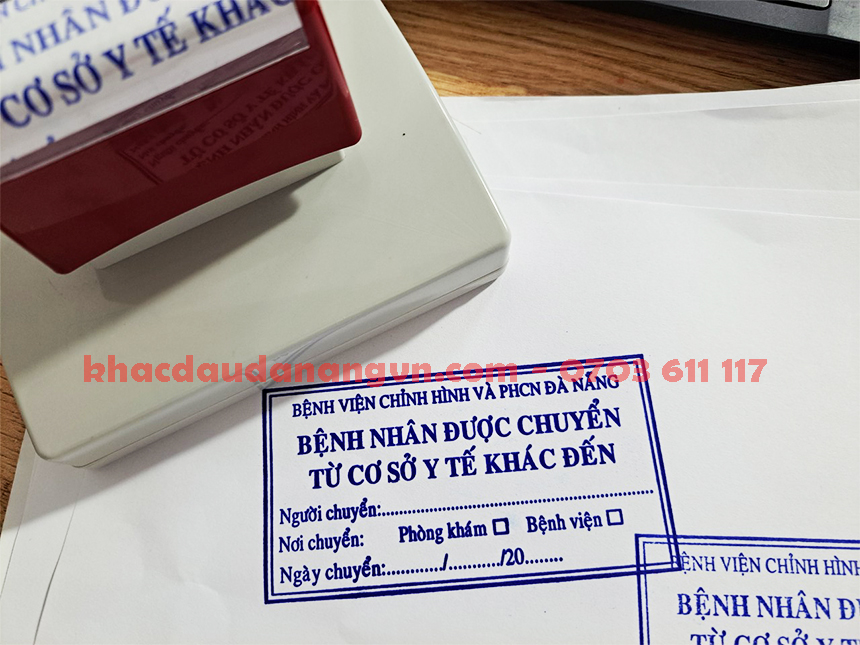 NHÂN
CƠ SỞ Y TẾ KHÁC
khacdaudanangvn.com - 0703 611 117
BỆNH VIỆN CHỈNH HÌNH VÀ PHCN ĐÀ NẴNG
BỆNH NHÂN ĐƯỢC CHUYỂN
TỪ CƠ SỞ Y TẾ KHÁC ĐẾN
Người chuyển:..........................................................
Nơi chuyển: Phòng khám ☐ Bệnh viện ☐
Ngày chuyển:............/.........../20........
BỆNH VIỆN CHỈNH HÌNH
BỆNH NHÂN
TỪ CƠ SỞ Y